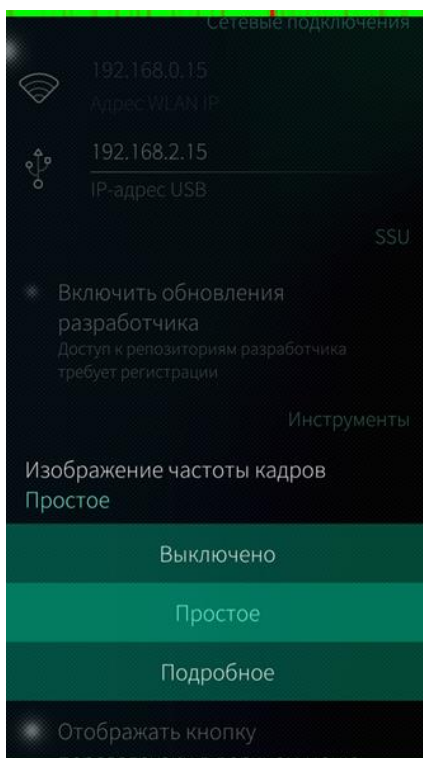 Сетевые подключения
192.168.0.15
Адрес WLAN IP
192.168.2.15
IP-адрес USB
SSU
Включить обновления
разработчика
Доступ к репозиториям разработчика
требует регистрации
Инструменты
Изображение частоты кадров
Простое
Выключено
Простое
Подробное
Отображать кнопку